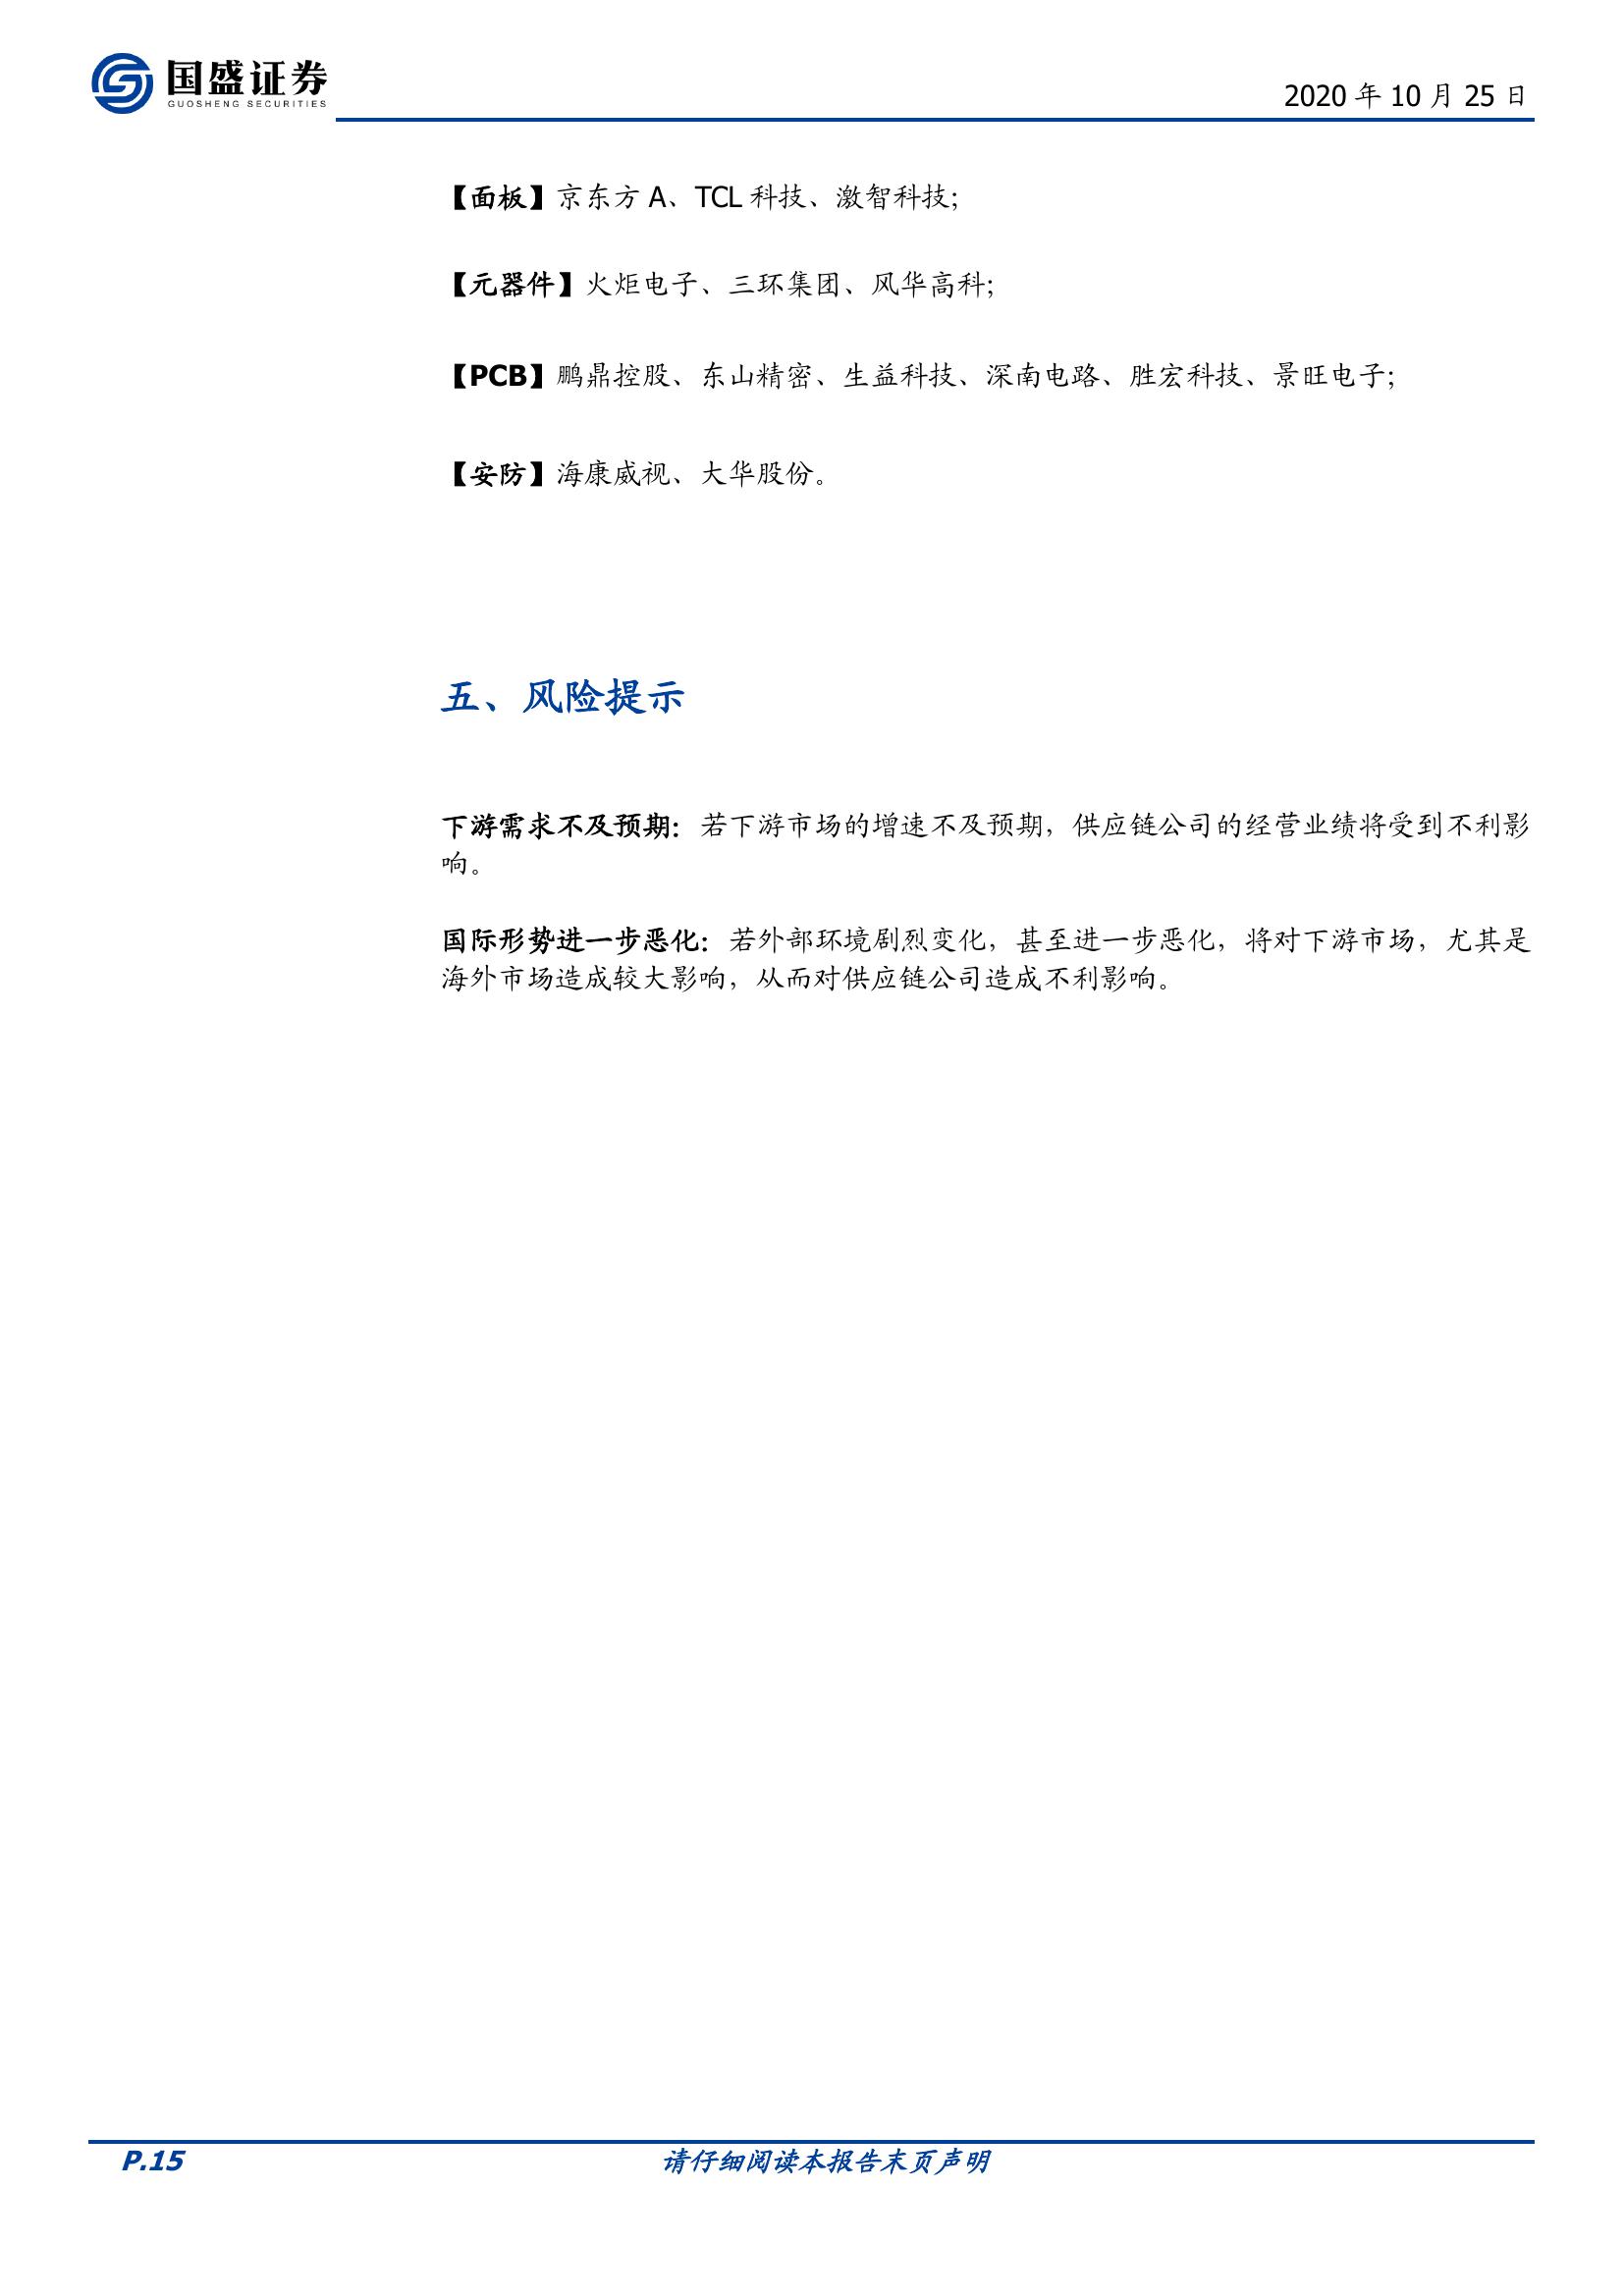 国盛证券
GUOSHENG SECURITIES
2020 年 10 月 25 日
【面板】京东方 A、TCL 科技、激智科技;
【元器件】火炬电子、三环集团、风华高科;
【PCB】鹏鼎控股、东山精密、生益科技、深南电路、胜宏科技、景旺电子;
【安防】海康威视、大华股份。
五、风险提示
下游需求不及预期：若下游市场的增速不及预期，供应链公司的经营业绩将受到不利影
响。
国际形势进一步恶化：若外部环境剧烈变化，甚至进一步恶化，将对下游市场，尤其是
海外市场造成较大影响，从而对供应链公司造成不利影响。
P.15
请仔细阅读本报告末页声明